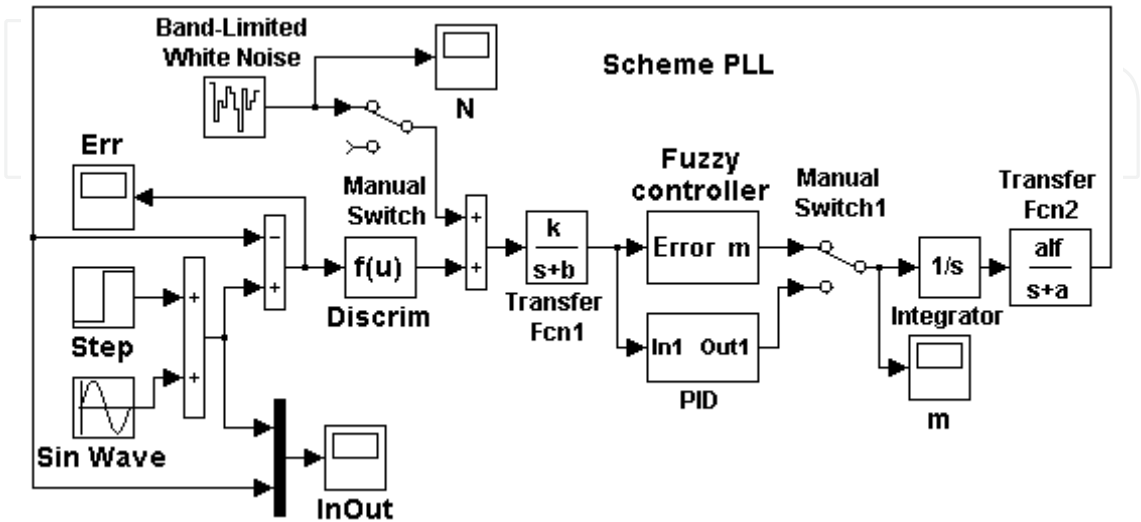 Band-Limited
White Noise
N
Scheme PLL
Err
Manual
Switch
Fuzzy
controller
Manual
Switch1
Transfer
Fcn2
+
+
k
s+b
Transfer
Fcn1
Error m
1/s
Integrator
alf
s+a
−
+
f(u)
Discrim
Step
+
+
In1 Out1
PID
m
Sin Wave
InOut